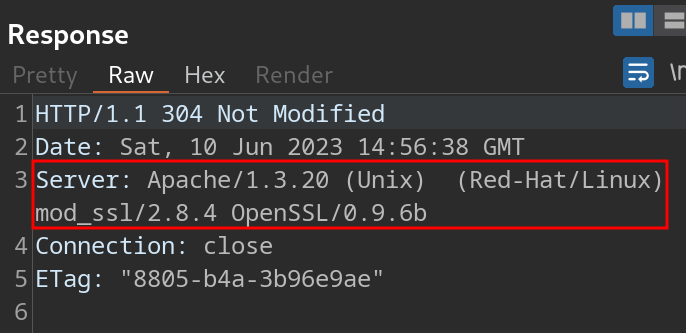 Response
Pretty Raw Hex Render \n
1 HTTP/1.1 304 Not Modified
2 Date: Sat, 10 Jun 2023 14:56:38 GMT
3 Server: Apache/1.3.20 (Unix)  (Red-Hat/Linux)
mod_ssl/2.8.4 OpenSSL/0.9.6b
4 Connection: close
5 ETag: "8805-b4a-3b96e9ae"
6